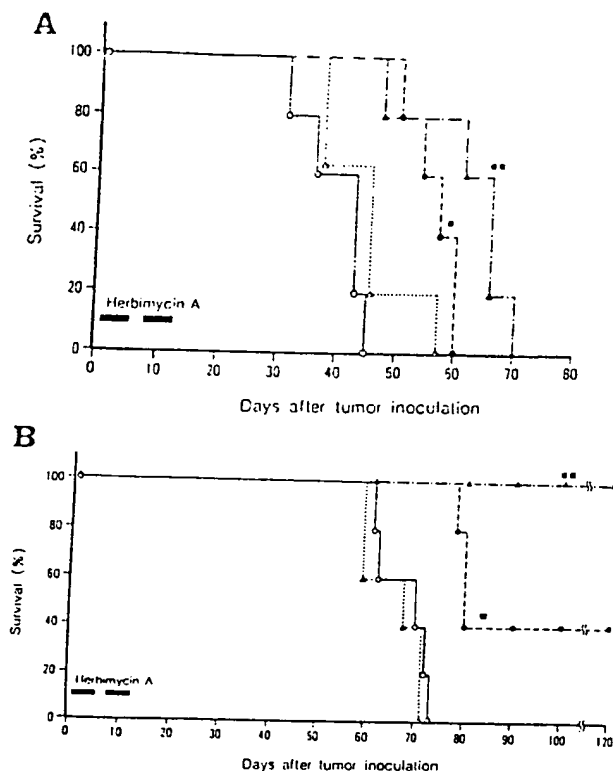 A
100
80
60
40
20
0
Survival (%)
**
*
Herbimycin A
0 10 20 30 40 50 60 70 80
Days after tumor inoculation
B
100
80
60
40
20
0
Survival (%)
**
*
Herbimycin A
0 10 20 30 40 50 60 70 80 90 100 120
Days after tumor inoculation